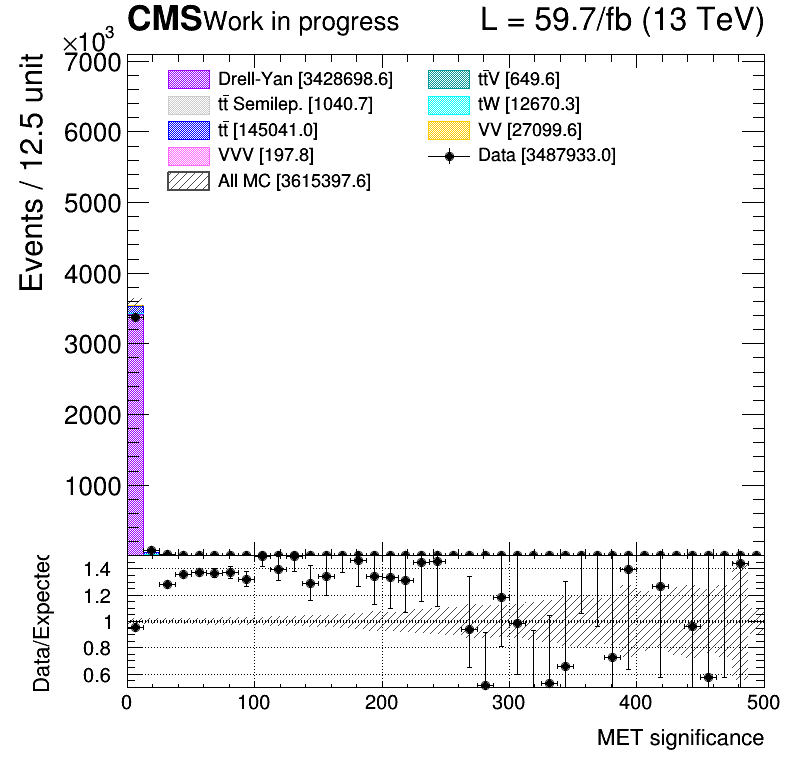 CMS Work in progress L = 59.7/fb (13 TeV)
×10³
Events / 12.5 unit
7000
6000
5000
4000
3000
2000
1000
Drell-Yan [3428698.6]
tt̄ Semilep. [1040.7]
tt̄ [145041.0]
VVV [197.8]
All MC [3615397.6]
tt̄V [649.6]
tW [12670.3]
VV [27099.6]
Data [3487933.0]
Data/Expected
1.4
1.2
1
0.8
0.6
0 100 200 300 400 500
MET significance